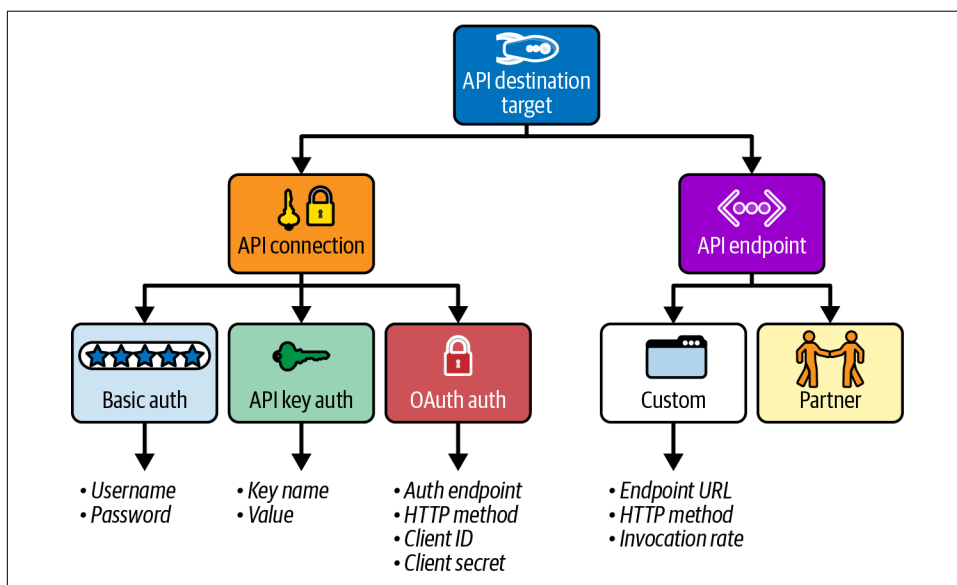 API destination
target
API connection
API endpoint
Basic auth
API key auth
OAuth auth
Custom
Partner
• Username
• Password
• Key name
• Value
• Auth endpoint
• HTTP method
• Client ID
• Client secret
• Endpoint URL
• HTTP method
• Invocation rate